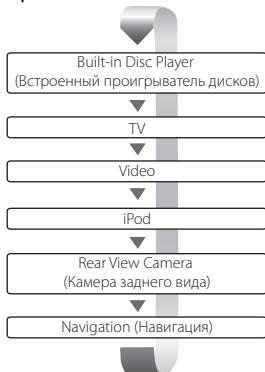 Built-in Disc Player
(Встроенный проигрыватель дисков)
TV
Video
iPod
Rear View Camera
(Камера заднего вида)
Navigation (Навигация)